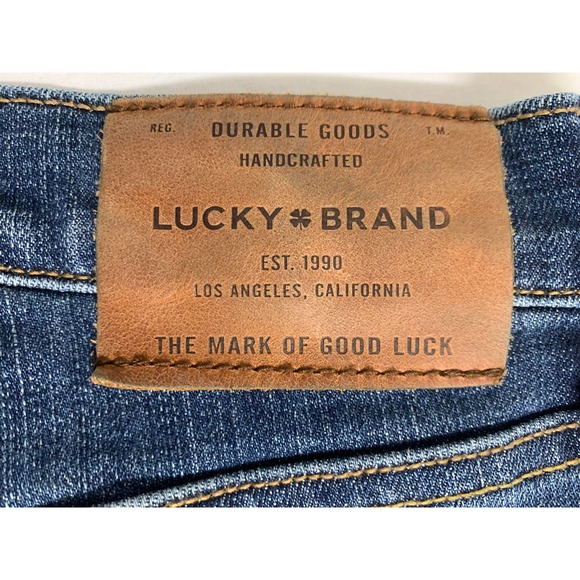 REG. DURABLE GOODS T.M.
HANDCRAFTED
LUCKY BRAND
EST. 1990
LOS ANGELES, CALIFORNIA
THE MARK OF GOOD LUCK